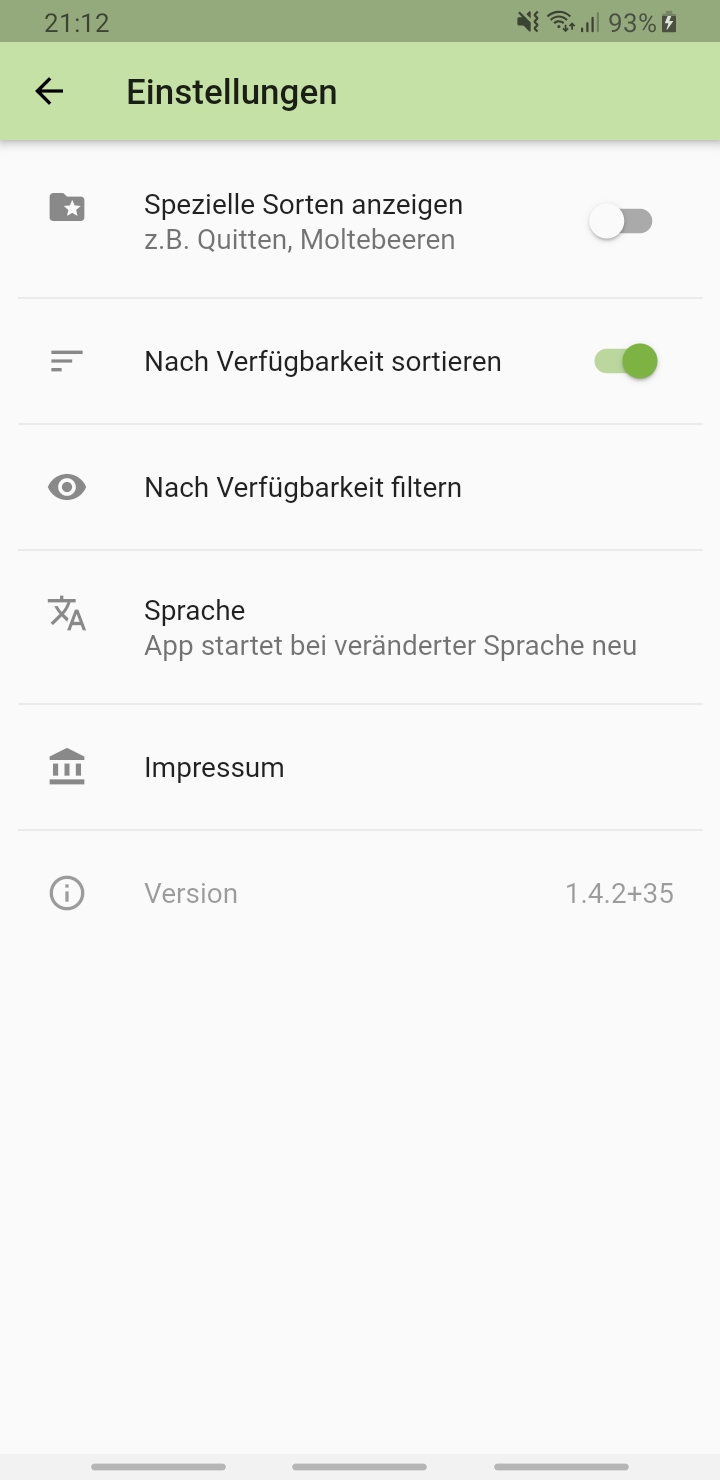 21:12
93%
Einstellungen
Spezielle Sorten anzeigen
z.B. Quitten, Moltebeeren
Nach Verfügbarkeit sortieren
Nach Verfügbarkeit filtern
Sprache
App startet bei veränderter Sprache neu
Impressum
Version
1.4.2+35